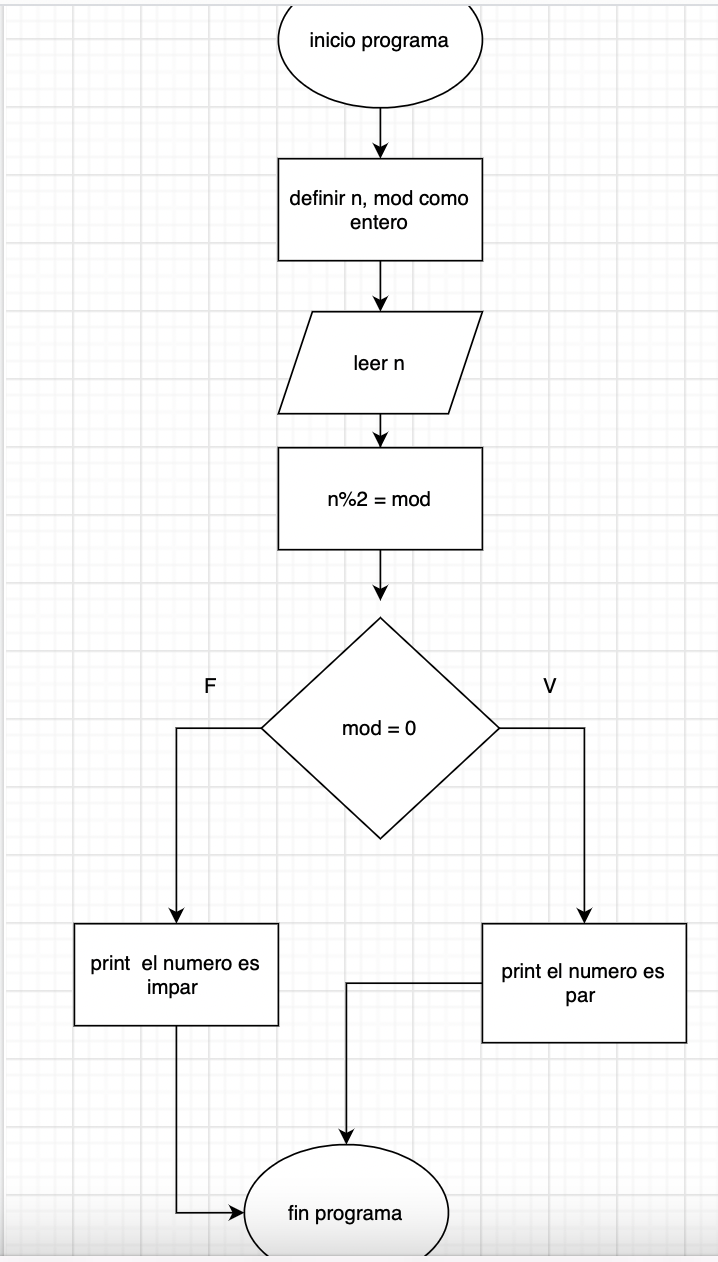 inicio programa
definir n, mod como
entero
leer n
n%2 = mod
F
V
mod = 0
print  el numero es
impar
print el numero es
par
fin programa